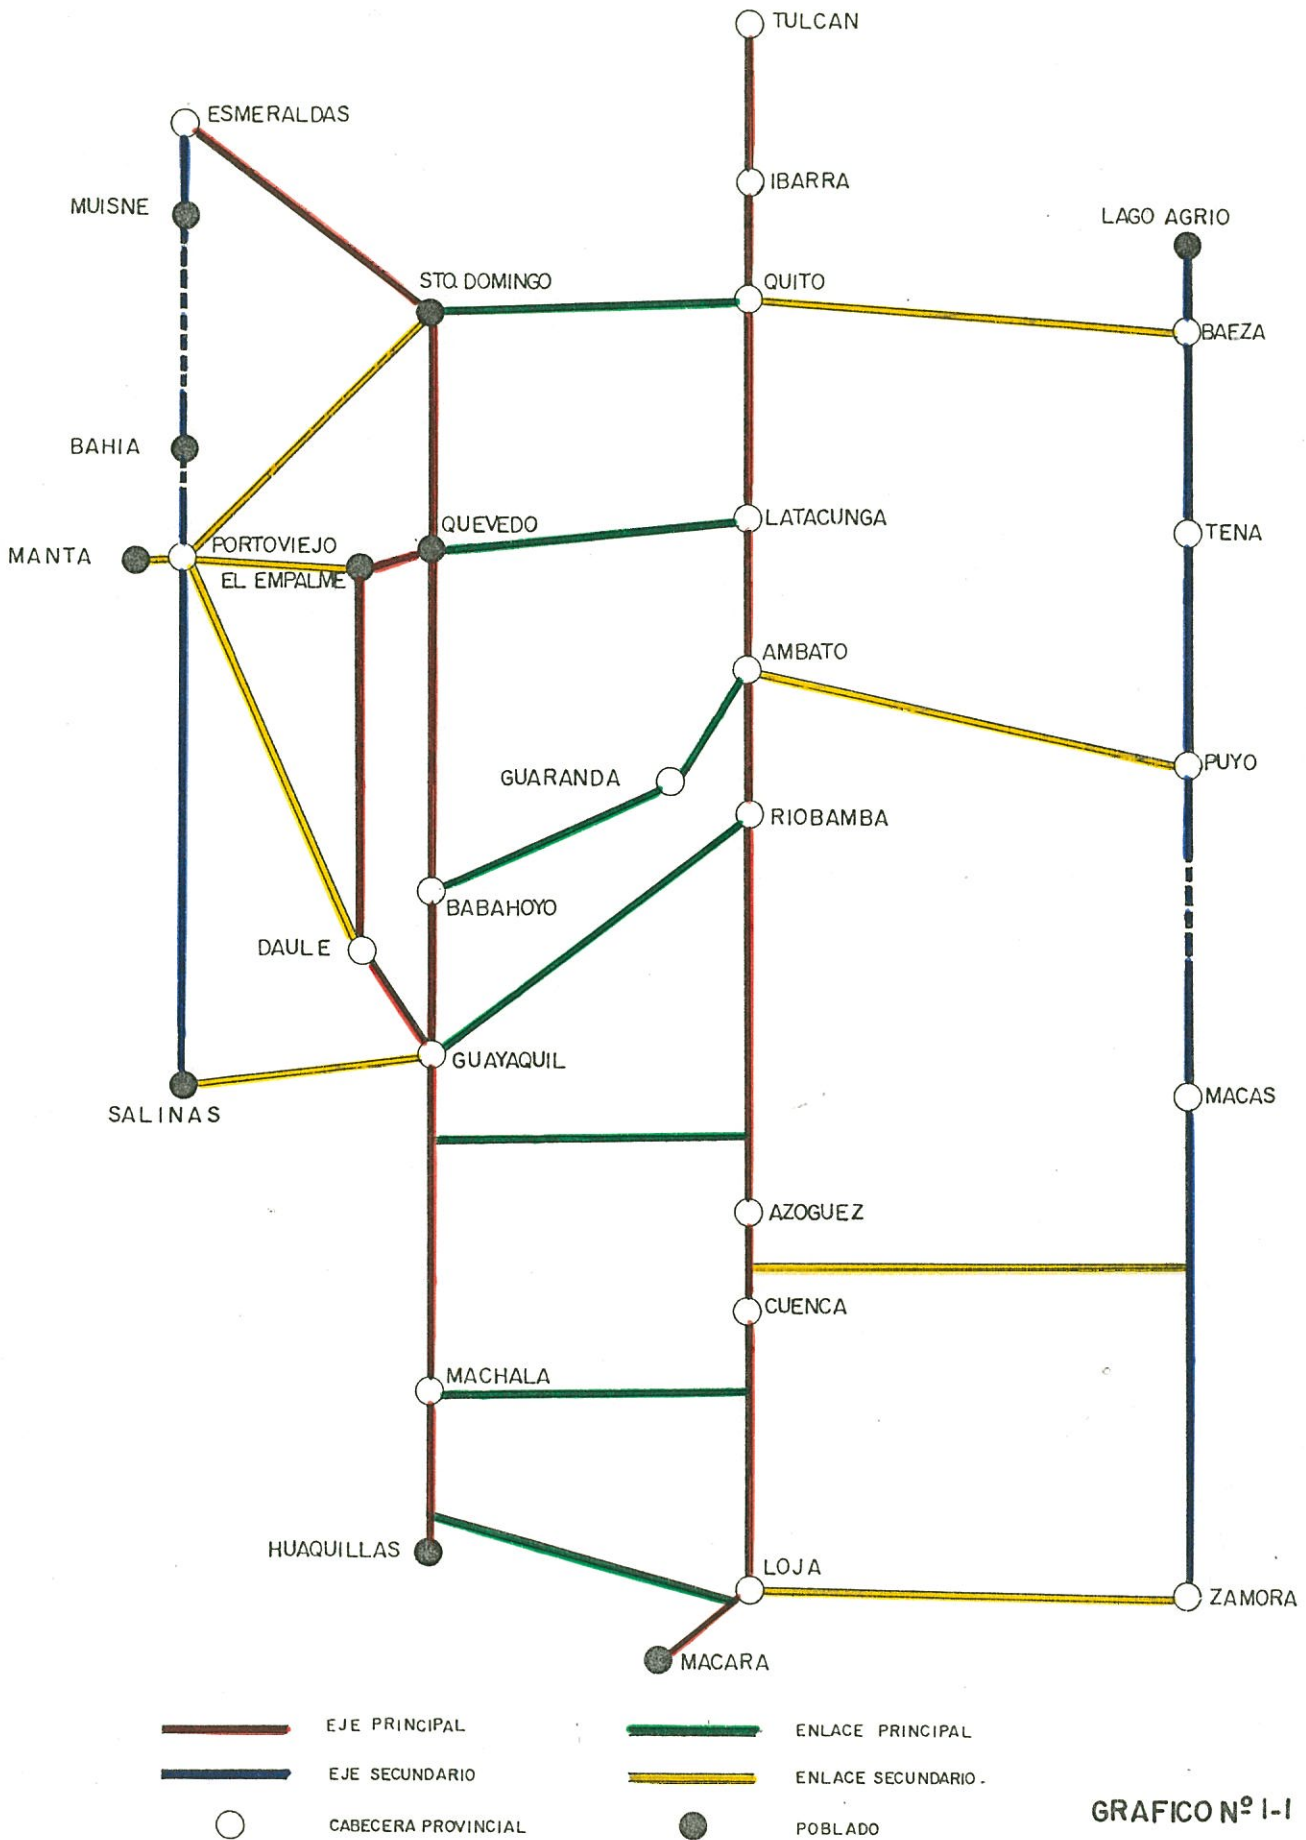 TULCAN
ESMERALDAS
IBARRA
MUISNE
LAGO AGRIO
STO. DOMINGO
QUITO
BAEZA
BAHIA
LATACUNGA
QUEVEDO
TENA
PORTOVIEJO
MANTA
EL EMPALME
AMBATO
PUYO
GUARANDA
RIOBAMBA
BABAHOYO
DAULE
GUAYAQUIL
MACAS
SALINAS
AZOGUEZ
CUENCA
MACHALA
HUAQUILLAS
LOJA
ZAMORA
MACARA
EJE PRINCIPAL
ENLACE PRINCIPAL
EJE SECUNDARIO
ENLACE SECUNDARIO.
CABECERA PROVINCIAL
POBLADO
GRAFICO Nº 1-1